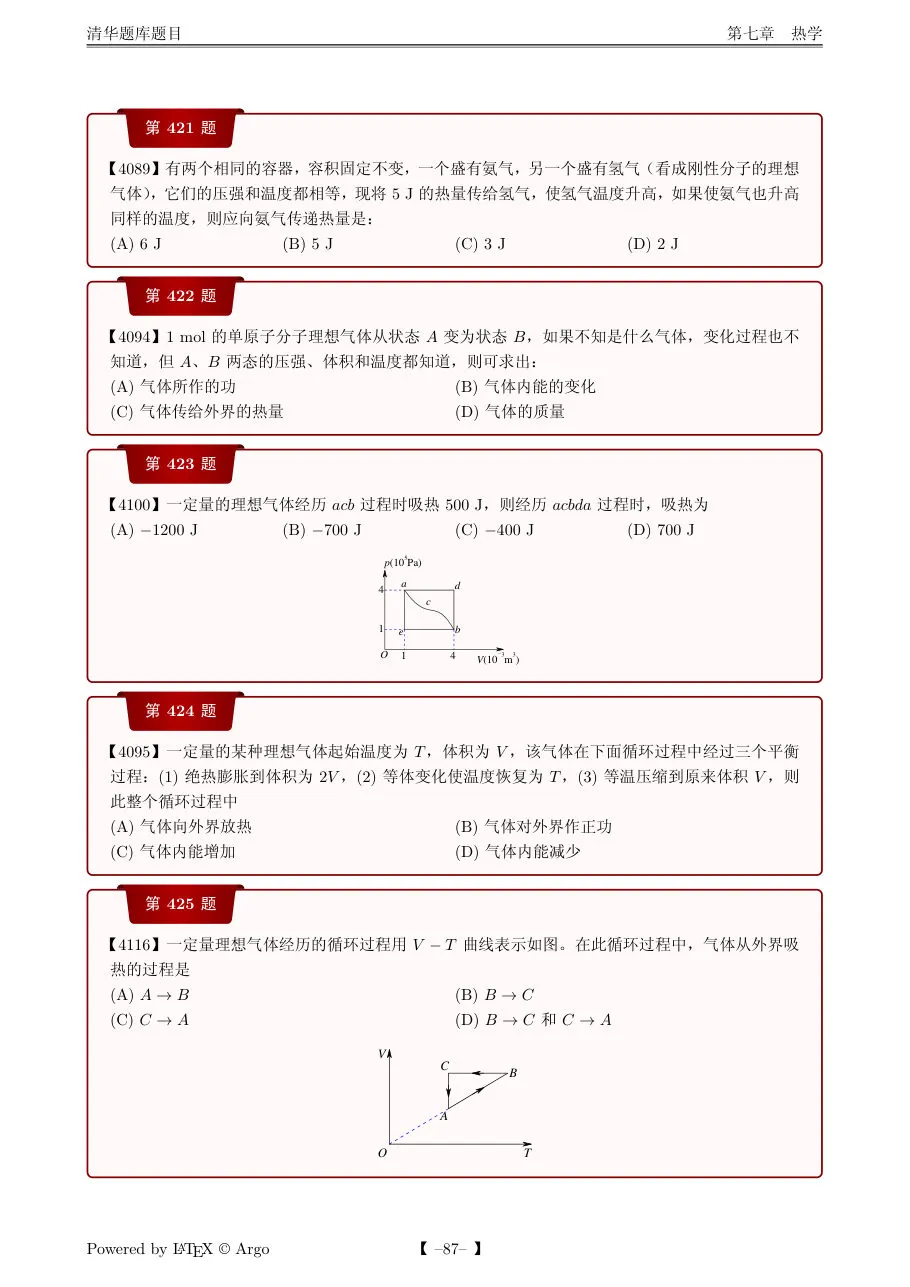 清华题库题目 第七章 热学
第 421 题
【4089】有两个相同的容器，容积固定不变，一个盛有氨气，另一个盛有氢气（看成刚性分子的理想
气体），它们的压强和温度都相等，现将 5 J 的热量传给氢气，使氢气温度升高，如果使氨气也升高
同样的温度，则应向氨气传递热量是：
(A) 6 J (B) 5 J (C) 3 J (D) 2 J
第 422 题
【4094】1 mol 的单原子分子理想气体从状态 A 变为状态 B，如果不知是什么气体，变化过程也不
知道，但 A、B 两态的压强、体积和温度都知道，则可求出：
(A) 气体所作的功 (B) 气体内能的变化
(C) 气体传给外界的热量 (D) 气体的质量
第 423 题
【4100】一定量的理想气体经历 acb 过程时吸热 500 J，则经历 acbda 过程时，吸热为
(A) −1200 J (B) −700 J (C) −400 J (D) 700 J
p(10⁵Pa)
4 a d
c
1 e b
O 1 4 V(10⁻³m³)
第 424 题
【4095】一定量的某种理想气体起始温度为 T，体积为 V，该气体在下面循环过程中经过三个平衡
过程：(1) 绝热膨胀到体积为 2V，(2) 等体变化使温度恢复为 T，(3) 等温压缩到原来体积 V，则
此整个循环过程中
(A) 气体向外界放热 (B) 气体对外界作正功
(C) 气体内能增加 (D) 气体内能减少
第 425 题
【4116】一定量理想气体经历的循环过程用 V − T 曲线表示如图。在此循环过程中，气体从外界吸
热的过程是
(A) A → B (B) B → C
(C) C → A (D) B → C 和 C → A
V
C B
A
O T
Powered by LATEX © Argo 【 –87– 】